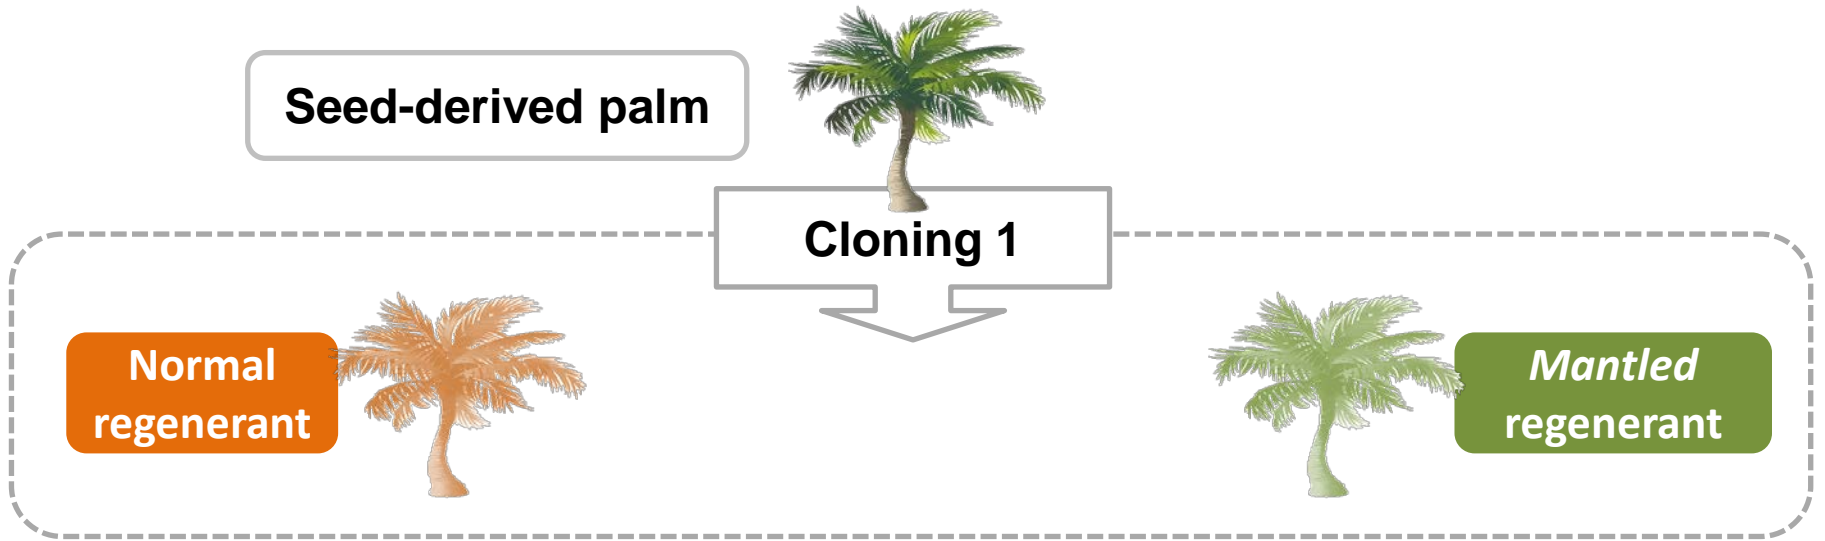 Seed-derived palm
Cloning 1
Normal
regenerant
Mantled
regenerant